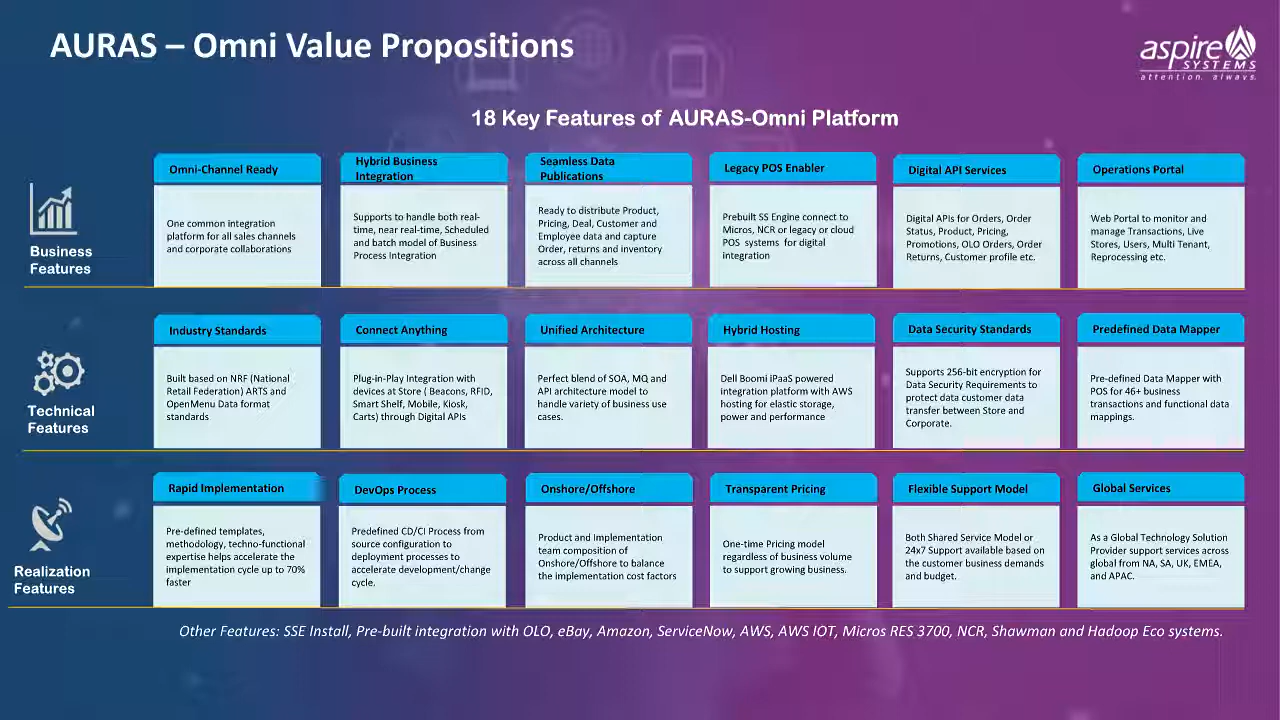 AURAS – Omni Value Propositions
aspire
SYSTEMS
attention. always.
18 Key Features of AURAS-Omni Platform
Business
Features
Omni-Channel Ready
One common integration
platform for all sales channels
and corporate collaborations
Hybrid Business
Integration
Supports to handle both real-
time, near real-time, Scheduled
and batch model of Business
Process Integration
Seamless Data
Publications
Ready to distribute Product,
Pricing, Deal, Customer and
Employee data and capture
Order, returns and inventory
across all channels
Legacy POS Enabler
Prebuilt SS Engine connect to
Micros, NCR or legacy or cloud
POS systems for digital
integration
Digital API Services
Digital APIs for Orders, Order
Status, Product, Pricing,
Promotions, OLO Orders, Order
Returns, Customer profile etc.
Operations Portal
Web Portal to monitor and
manage Transactions, Live
Stores, Users, Multi Tenant,
Reprocessing etc.
Technical
Features
Industry Standards
Built based on NRF (National
Retail Federation) ARTS and
OpenMenu Data format
standards
Connect Anything
Plug-in-Play Integration with
devices at Store ( Beacons, RFID,
Smart Shelf, Mobile, Kiosk,
Carts) through Digital APIs
Unified Architecture
Perfect blend of SOA, MQ and
API architecture model to
handle variety of business use
cases.
Hybrid Hosting
Dell Boomi iPaaS powered
integration platform with AWS
hosting for elastic storage,
power and performance
Data Security Standards
Supports 256-bit encryption for
Data Security Requirements to
protect data customer data
transfer between Store and
Corporate.
Predefined Data Mapper
Pre-defined Data Mapper with
POS for 46+ business
transactions and functional data
mappings.
Realization
Features
Rapid Implementation
Pre-defined templates,
methodology, techno-functional
expertise helps accelerate the
implementation cycle up to 70%
faster
DevOps Process
Predefined CD/CI Process from
source configuration to
deployment processes to
accelerate development/change
cycle.
Onshore/Offshore
Product and Implementation
team composition of
Onshore/Offshore to balance
the implementation cost factors
Transparent Pricing
One-time Pricing model
regardless of business volume
to support growing business.
Flexible Support Model
Both Shared Service Model or
24x7 Support available based on
the customer business demands
and budget.
Global Services
As a Global Technology Solution
Provider support services across
global from NA, SA, UK, EMEA,
and APAC.
Other Features: SSE Install, Pre-built integration with OLO, eBay, Amazon, ServiceNow, AWS, AWS IOT, Micros RES 3700, NCR, Shawman and Hadoop Eco systems.